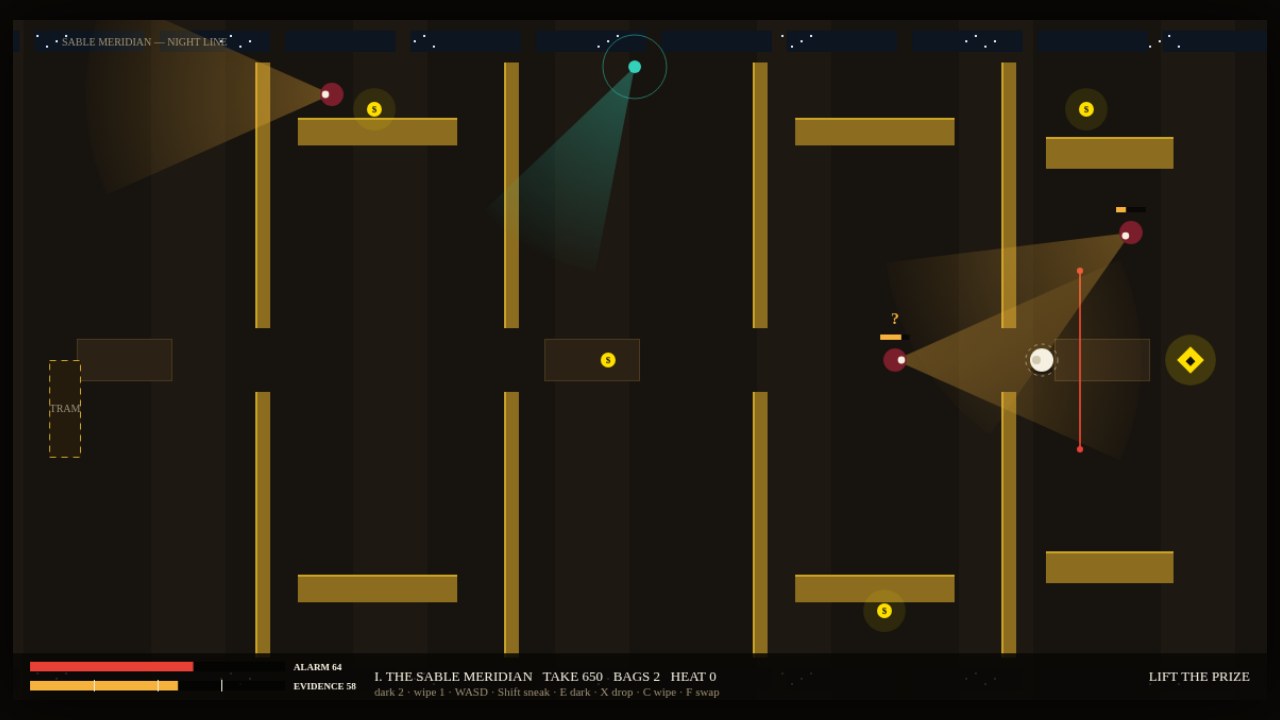 SABLE MERIDIAN — NIGHT LINE
$
$
?
$
TRAM
$
ALARM 64
EVIDENCE 58
I. THE SABLE MERIDIAN TAKE 650 BAGS 2 HEAT 0
dark 2 · wipe 1 · WASD · Shift sneak · E dark · X drop · C wipe · F swap
LIFT THE PRIZE